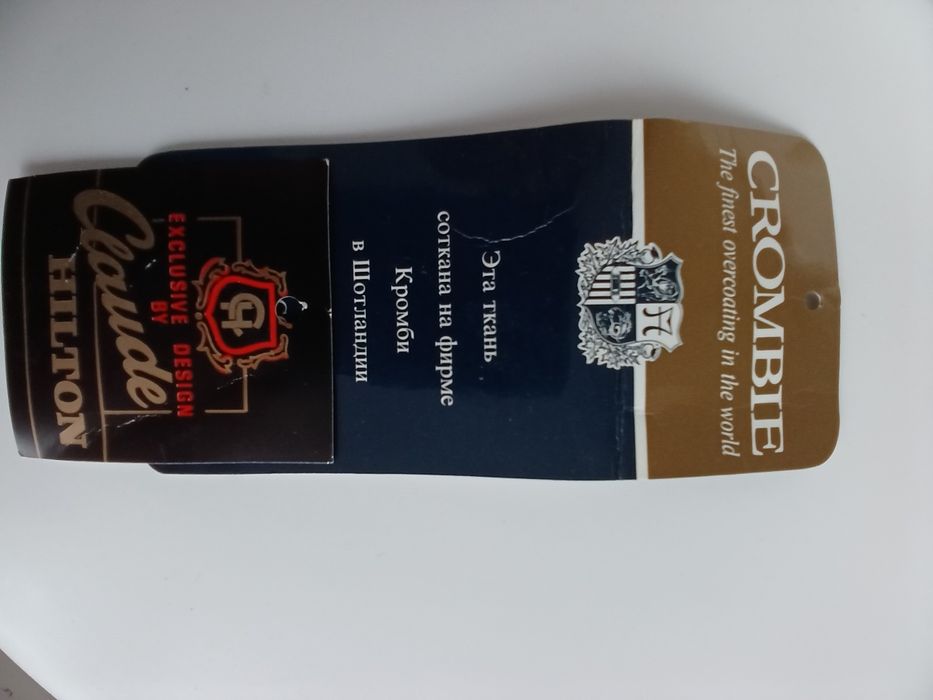 CROMBIE
The finest overcoating in the world
Эта ткань
соткана на фирме
Кромби
в Шотландии
CH
EXCLUSIVE DESIGN
BY
Claude
HILTON